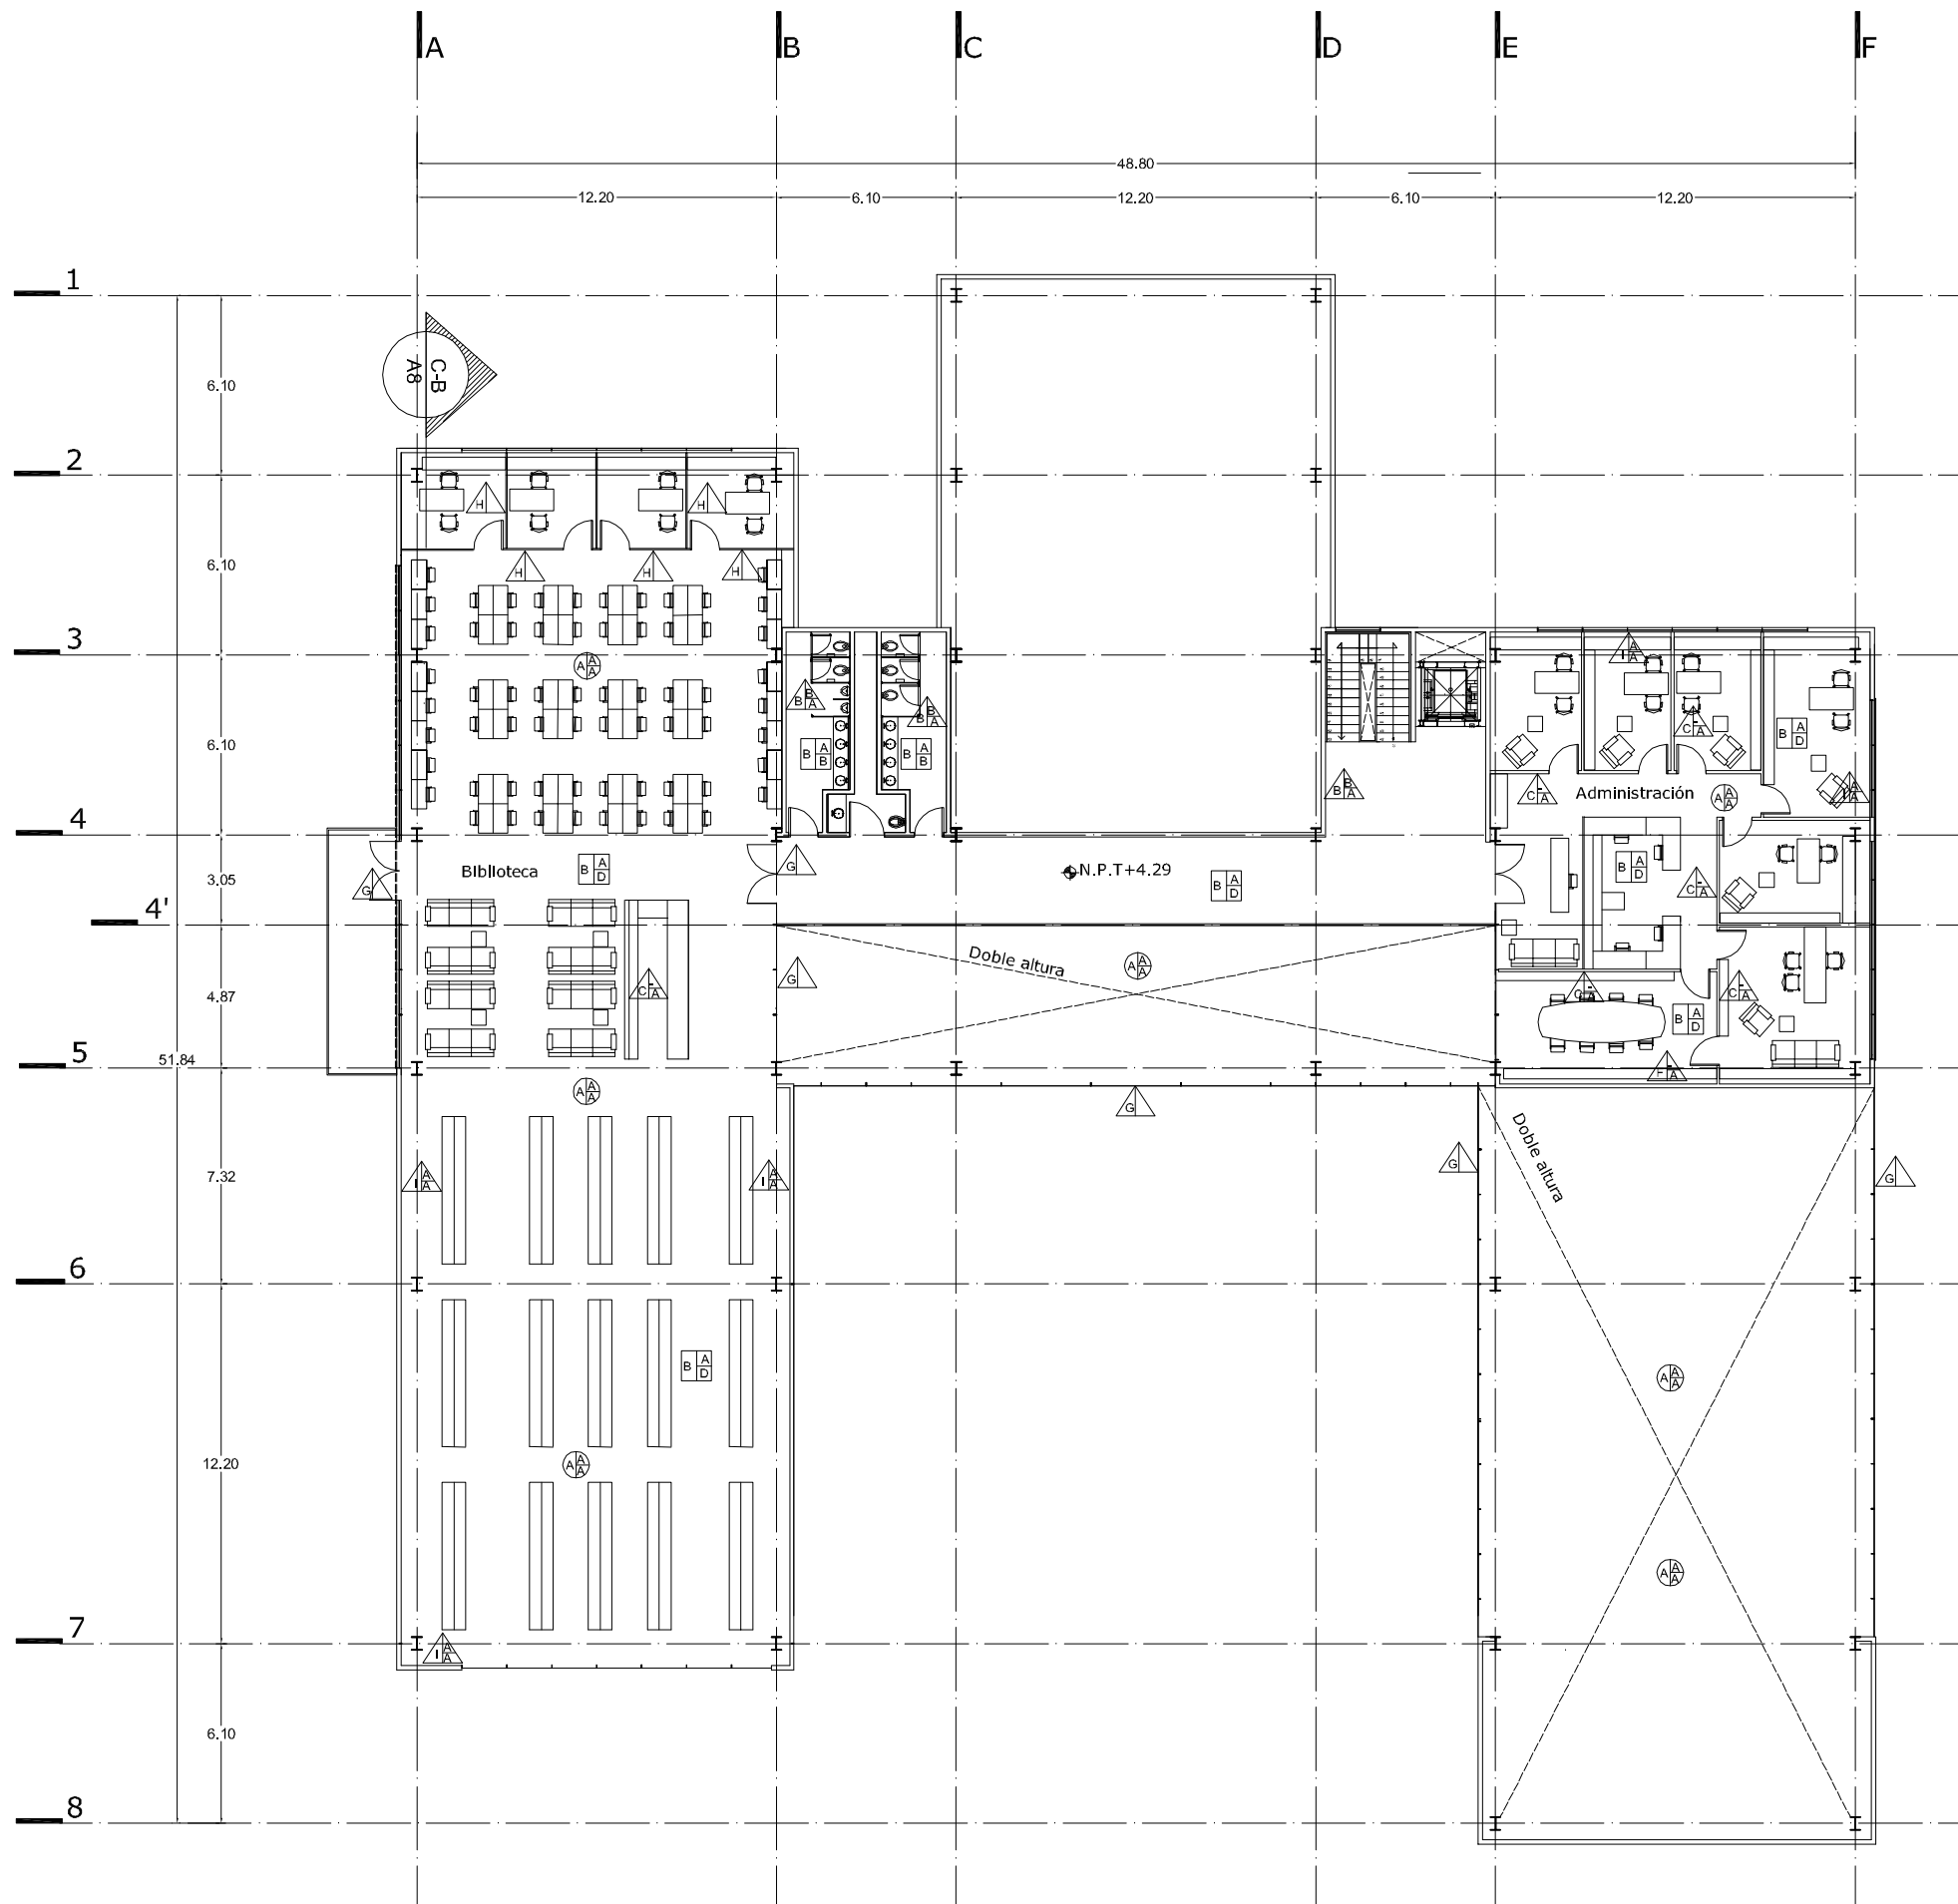 A B C D E F
48.80
12.20 6.10 12.20 6.10 12.20
1
6.10
C-B
A8
2
H H
6.10
H H H
3
A A A
I A A
B B A
B B A
6.10
C - A
B A D
B A B
B A B
B B A
C - A
Administración
A A A
4
Biblioteca
B A D
G
G
N.P.T+4.29
B A D
B A D
C - A
3.05
4'
Doble altura
A A A
G
C - A
C - A
C - A
B A D
4.87
5
51.84
F - A
A A A
G
Doble altura
G
G
I A A
I A A
7.32
6
B A D
A A A
12.20
A A A
A A A
7
I A A
6.10
8